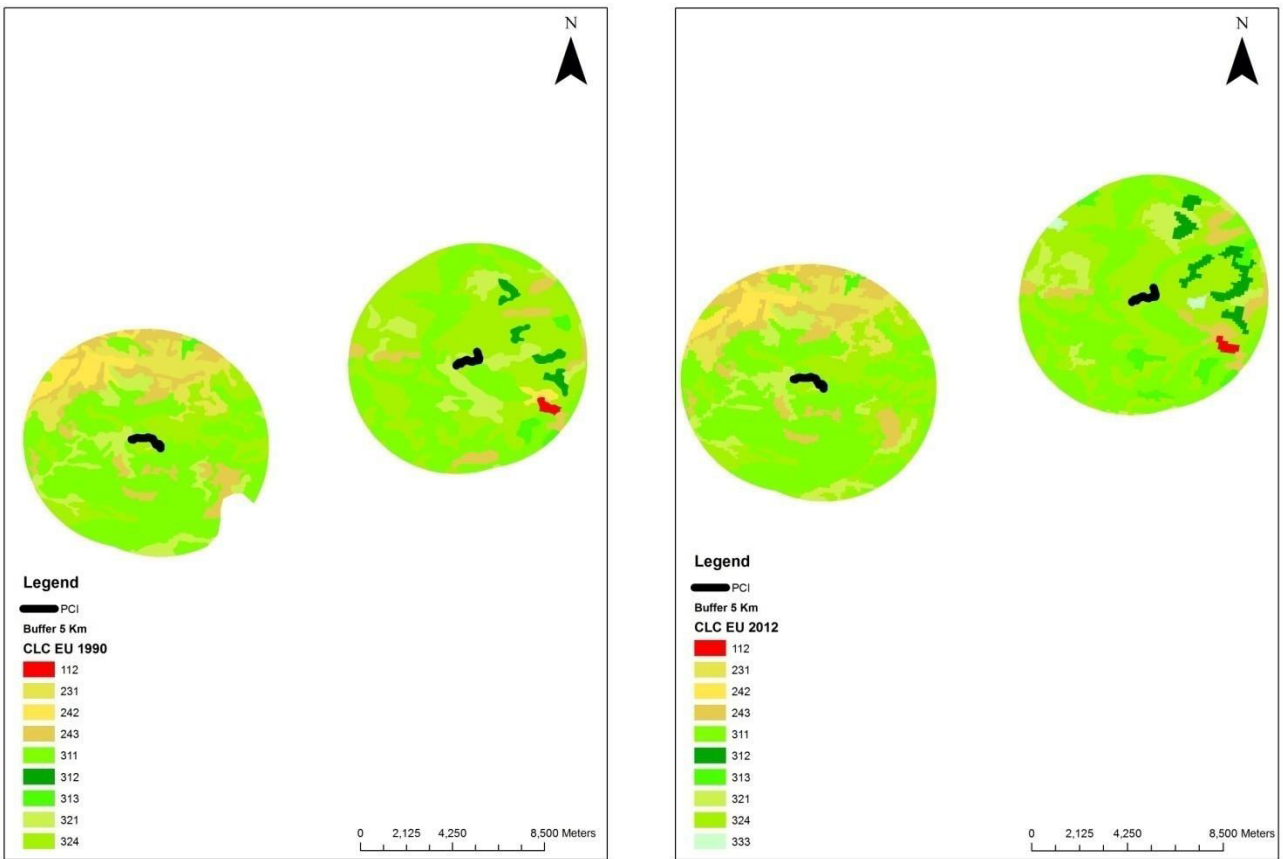 N
Legend
PCI
Buffer 5 Km
CLC EU 1990
112
231
242
243
311
312
313
321
324
0 2,125 4,250 8,500 Meters
N
Legend
PCI
Buffer 5 Km
CLC EU 2012
112
231
242
243
311
312
313
321
324
333
0 2,125 4,250 8,500 Meters